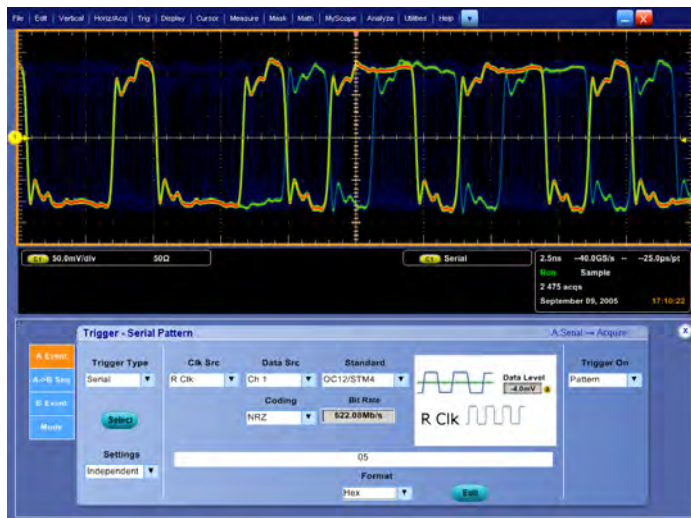 File | Edit | Vertical | Horiz/Acq | Trig | Display | Cursor | Measure | Mask | Math | MyScope | Analyze | Utilities | Help
X
1
C1 50.0mV/div 50Ω
C1 Serial
2.5ns 40.0GS/s 25.0ps/pt
Run Sample
2 475 acqs
September 09, 2005 17:10:22
Trigger - Serial Pattern
A:Serial → Acquire
X
A Event
A->B Seq
B Event
Mode
Trigger Type
Serial
Select
Settings
Independent
Clk Src
R Clk
Data Src
Ch 1
Coding
NRZ
Standard
OC12/STM4
Bit Rate
622.08Mb/s
Data Level
-4.0mV
R Clk
Trigger On
Pattern
05
Format
Hex
Edit